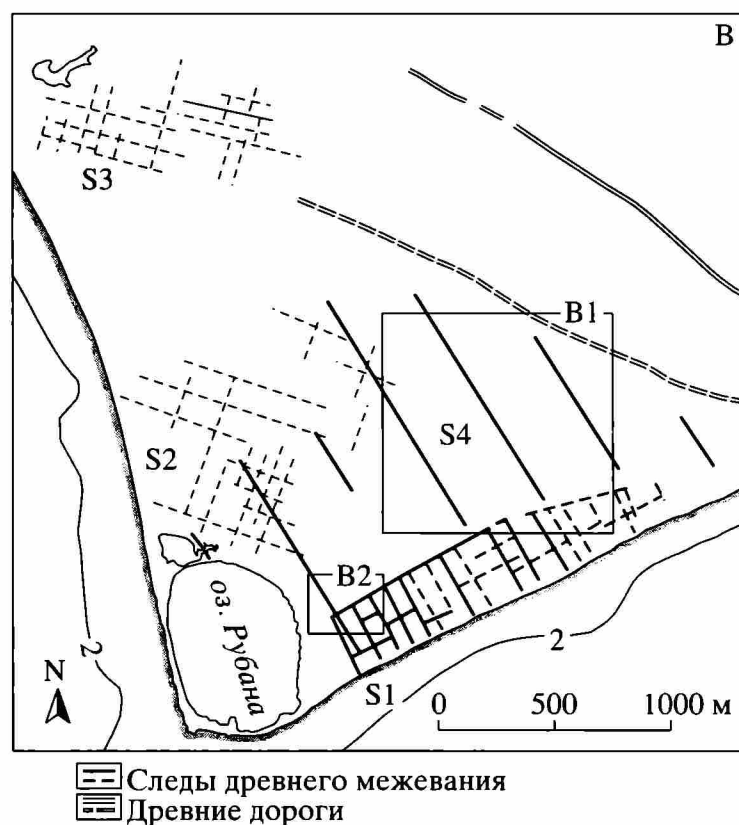 B
S3
B1
S4
S2
B2
оз. Рубана
2
2
N
S1
0 500 1000 м
Следы древнего межевания
Древние дороги